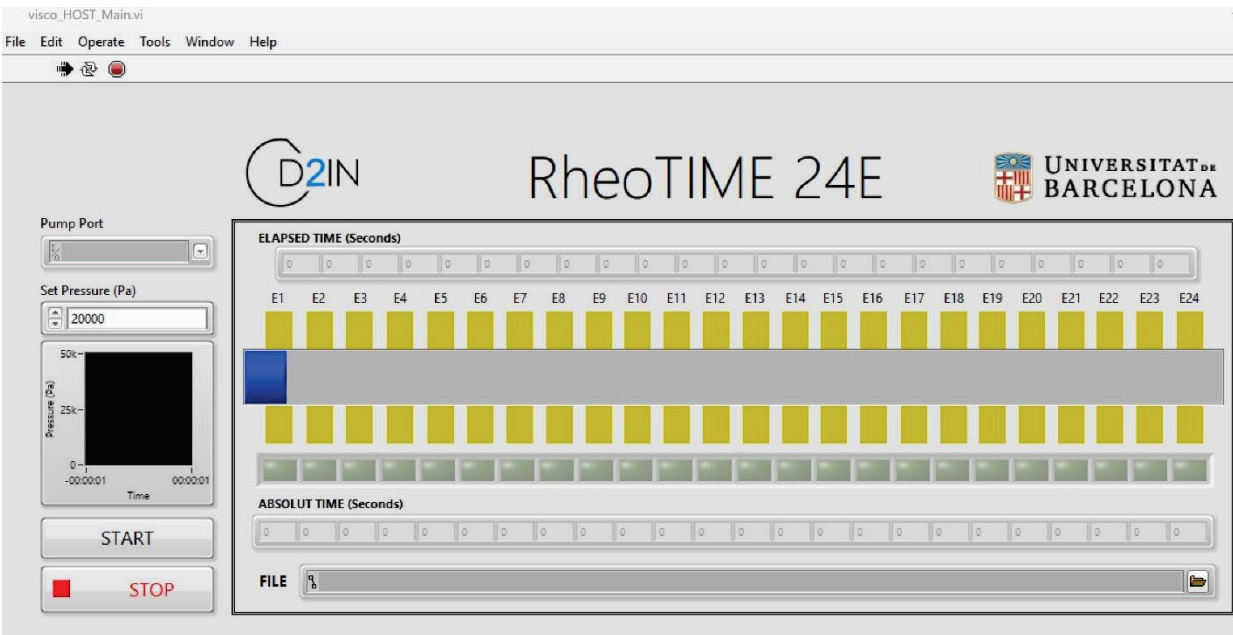 visco_HOST_Main.vi
File Edit Operate Tools Window Help
D2IN
RheoTIME 24E
UNIVERSITAT DE
BARCELONA
Pump Port
Set Pressure (Pa)
20000
50k
25k
0
Pressure (Pa)
-00:00:01 00:00:01
Time
START
STOP
ELAPSED TIME (Seconds)
0 0 0 0 0 0 0 0 0 0 0 0 0 0 0 0 0 0 0 0 0 0 0
E1 E2 E3 E4 E5 E6 E7 E8 E9 E10 E11 E12 E13 E14 E15 E16 E17 E18 E19 E20 E21 E22 E23 E24
ABSOLUT TIME (Seconds)
0 0 0 0 0 0 0 0 0 0 0 0 0 0 0 0 0 0 0 0 0 0 0 0
FILE